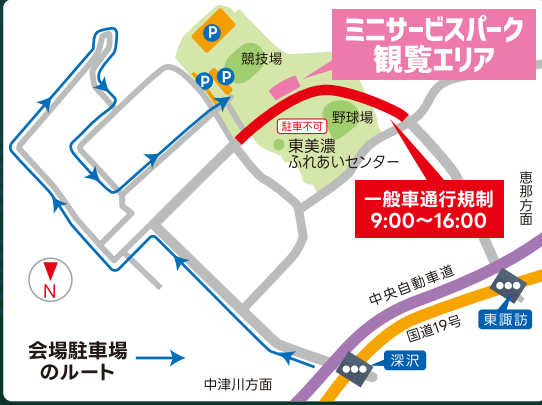 P
P
P
競技場
ミニサービスパーク
観覧エリア
駐車不可
野球場
東美濃
ふれあいセンター
一般車通行規制
9:00〜16:00
恵那方面
N
中央自動車道
国道19号
東諏訪
深沢
会場駐車場
のルート
中津川方面